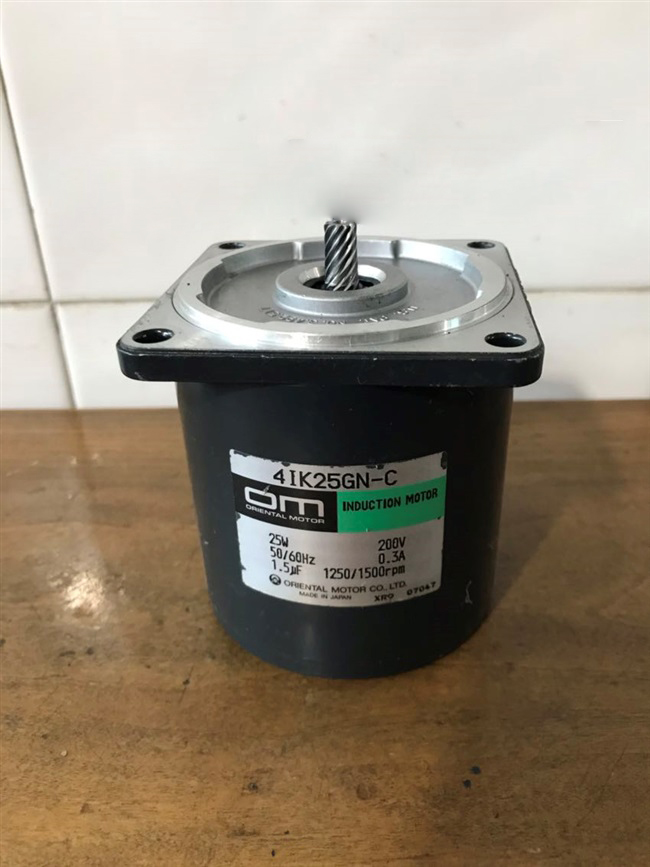 4IK25GN-C
om INDUCTION MOTOR
ORIENTAL MOTOR
25W 200V
50/60Hz 0.3A
1.5µF 1250/1500rpm
ORIENTAL MOTOR CO., LTD.
MADE IN JAPAN XR9 07047